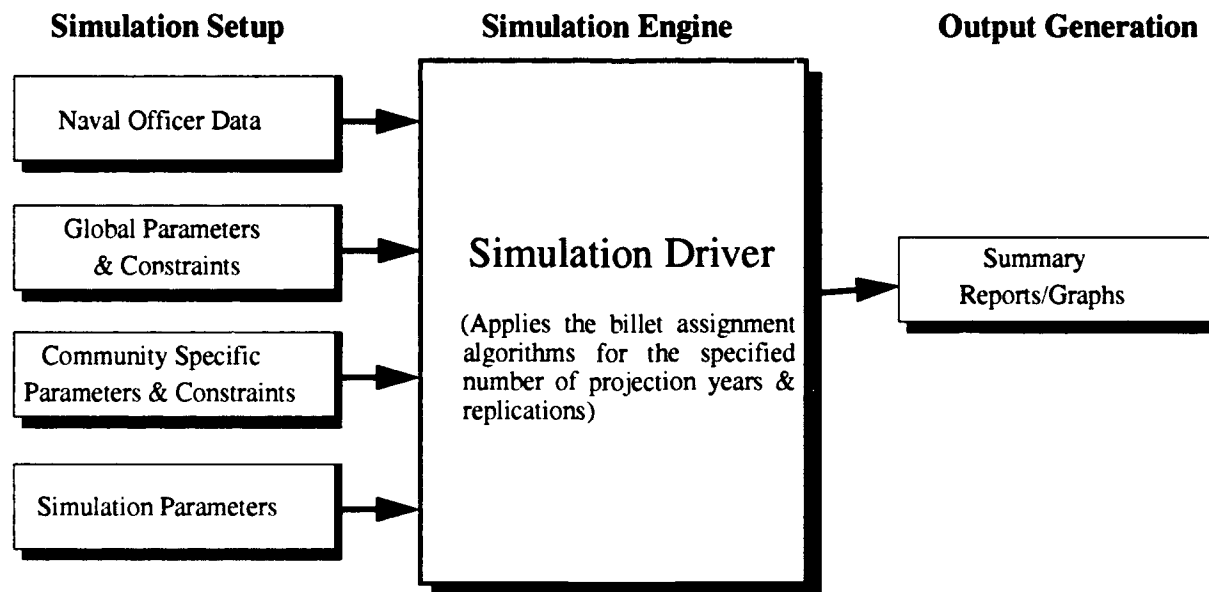 Simulation Setup
Simulation Engine
Output Generation
Naval Officer Data
Global Parameters
& Constraints
Community Specific
Parameters & Constraints
Simulation Parameters
Simulation Driver
(Applies the billet assignment
algorithms for the specified
number of projection years &
replications)
Summary
Reports/Graphs